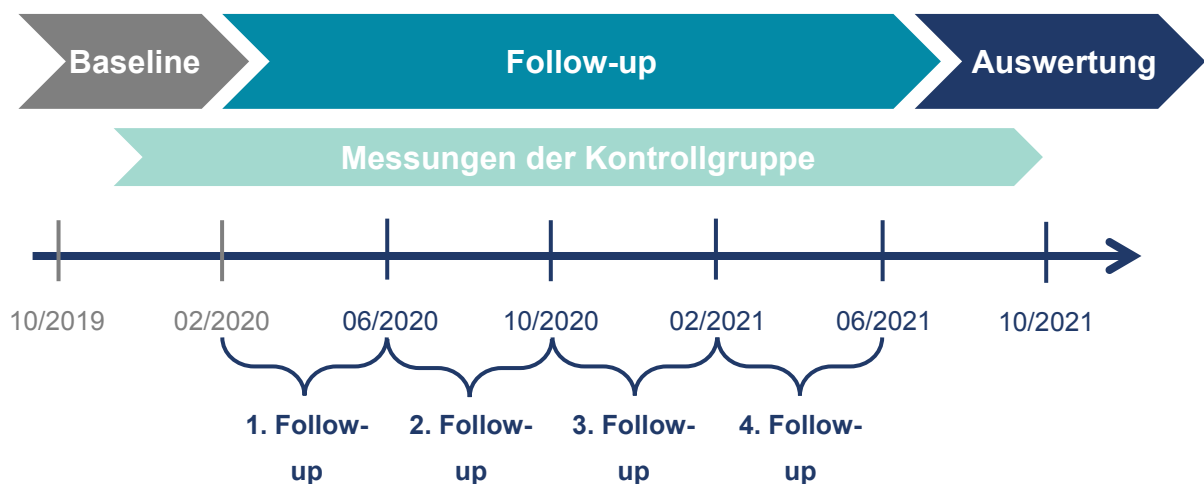 Baseline
Follow-up
Auswertung
Messungen der Kontrollgruppe
10/2019
02/2020
06/2020
10/2020
02/2021
06/2021
10/2021
1. Follow-
up
2. Follow-
up
3. Follow-
up
4. Follow-
up